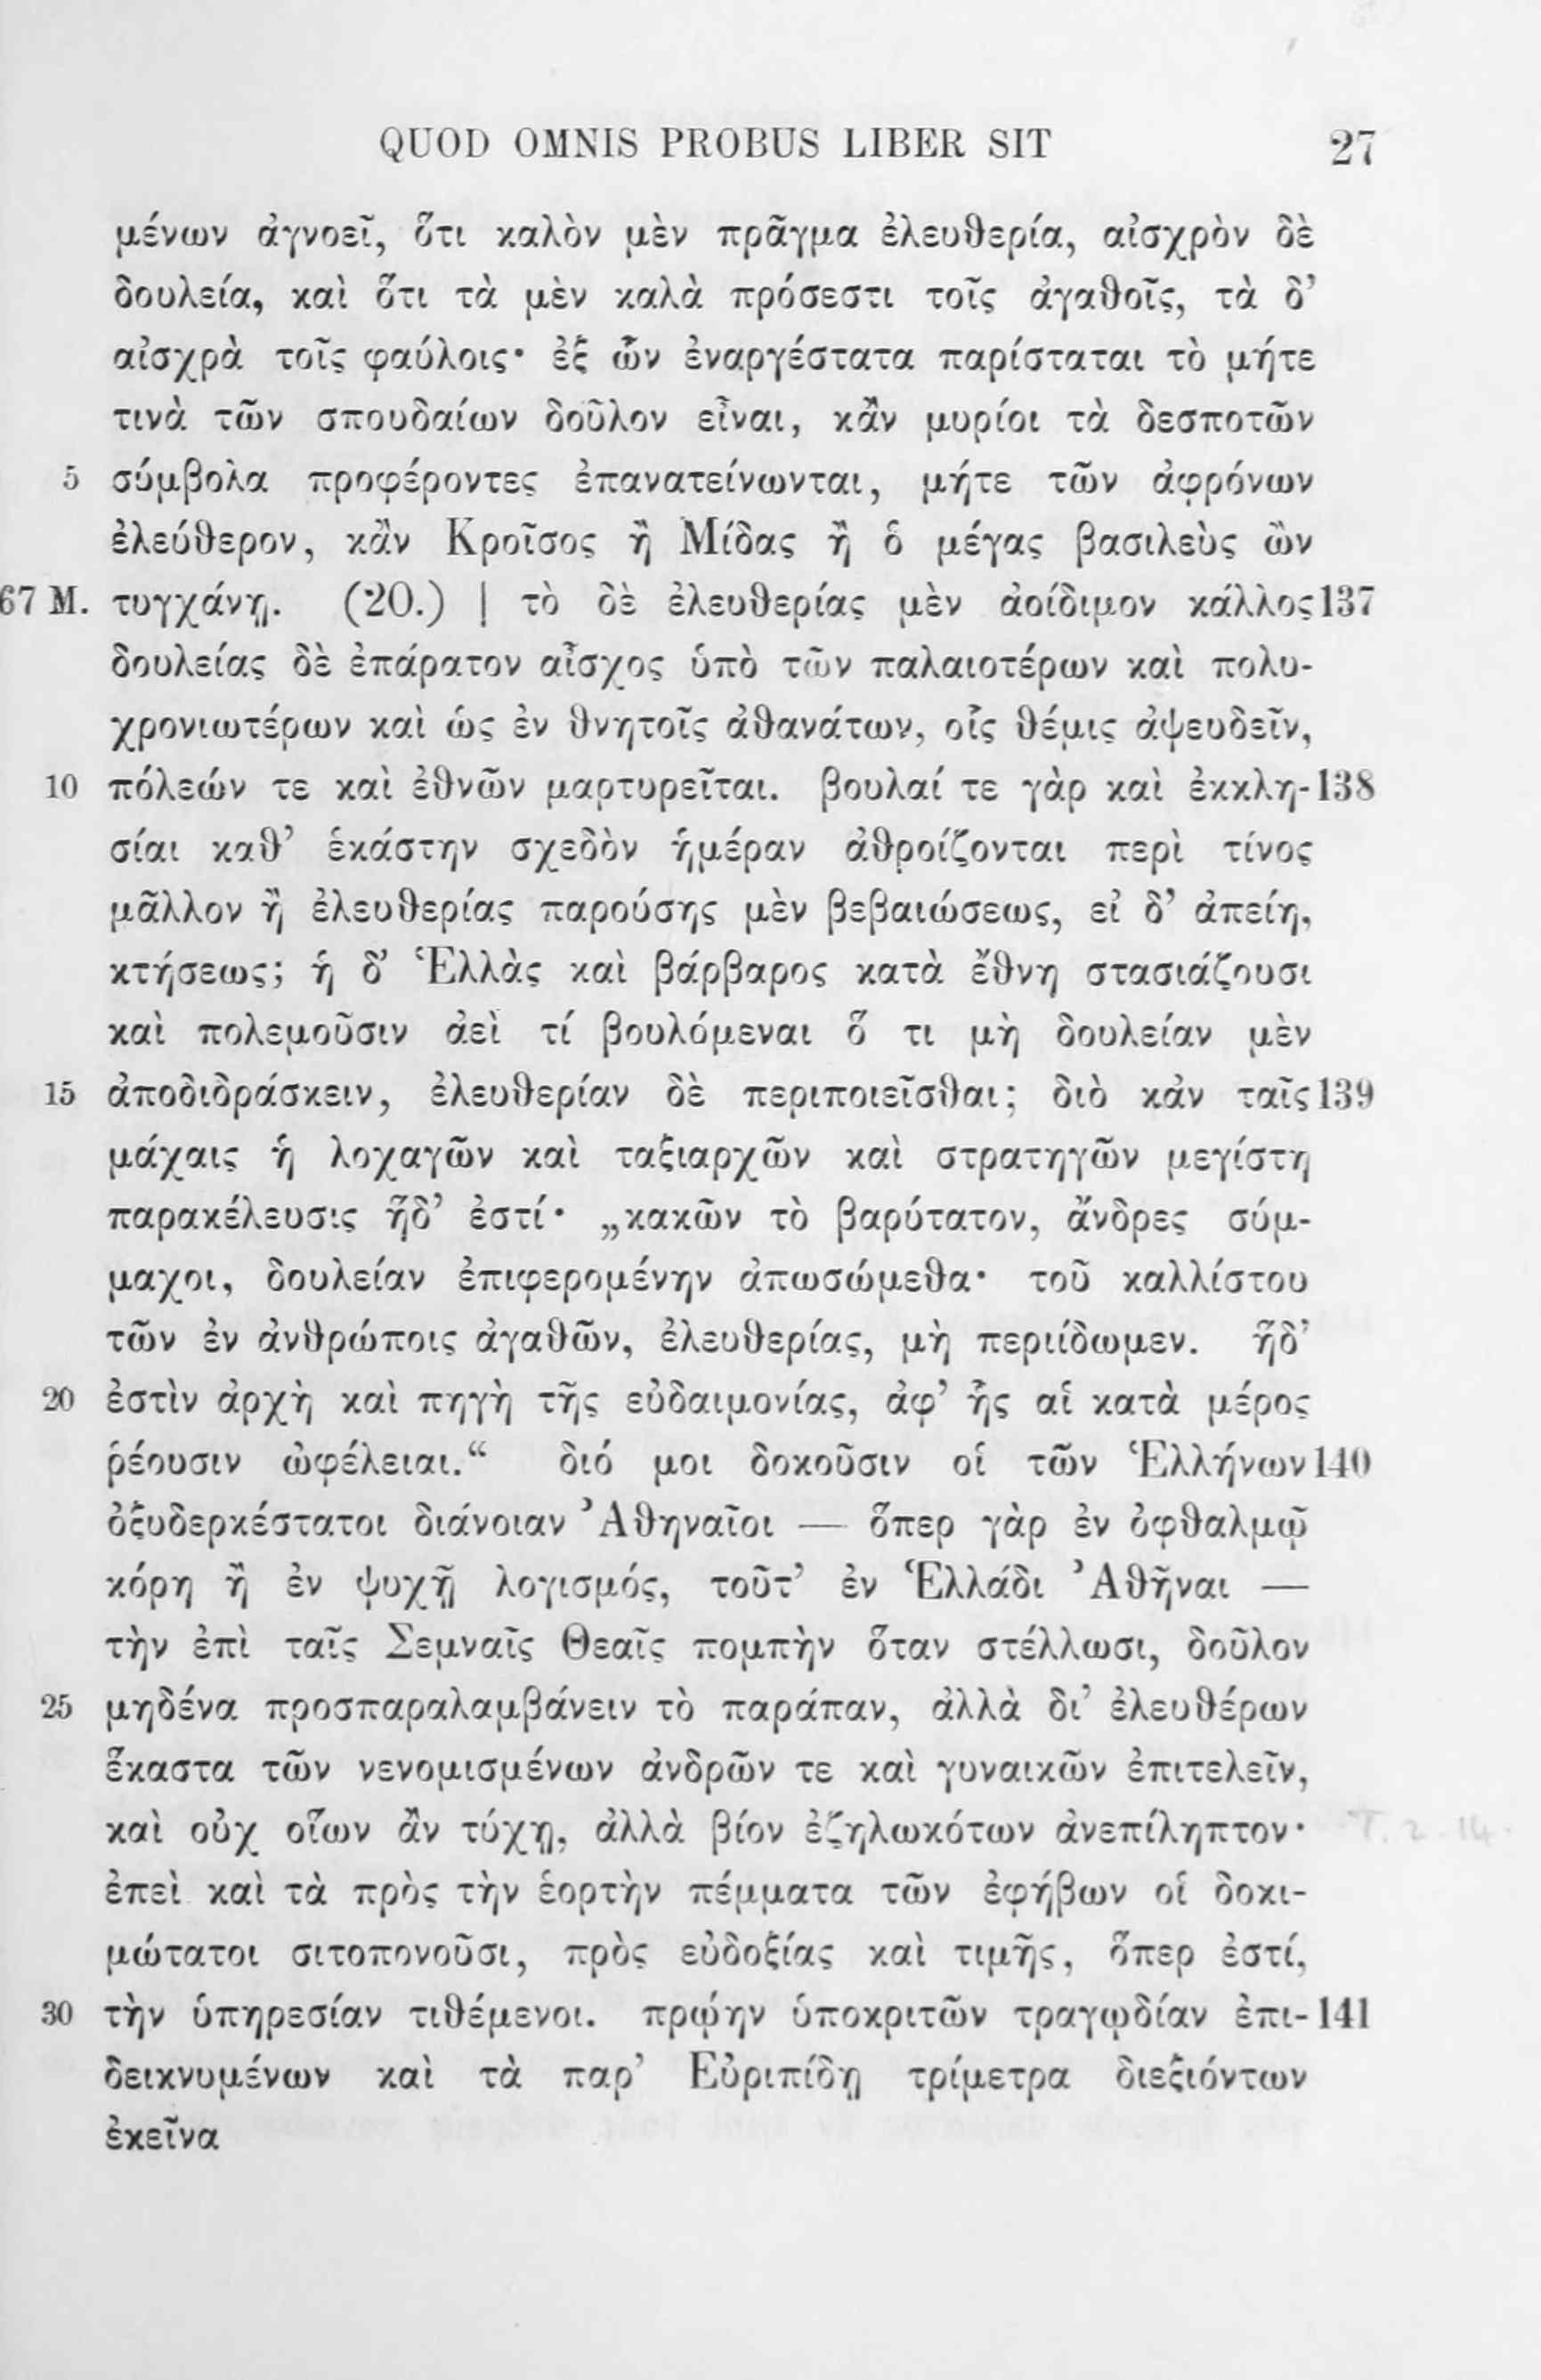 QUOD OMNIS PROBUS LIBER SIT 27
μένων ἀγνοεῖ, ὅτι καλὸν μὲν πρᾶγμα ἐλευθερία, αἰσχρὸν δὲ
δουλεία, καὶ ὅτι τὰ μὲν καλὰ πρόσεστι τοῖς ἀγαθοῖς, τὰ δ’
αἰσχρὰ τοῖς φαύλοις· ἐξ ὧν ἐναργέστατα παρίσταται τὸ μήτε
τινὰ τῶν σπουδαίων δοῦλον εἶναι, κἂν μυρίοι τὰ δεσποτῶν
5 σύμβολα προφέροντες ἐπανατείνωνται, μήτε τῶν ἀφρόνων
ἐλεύθερον, κἂν Κροῖσος ἢ Μίδας ἢ ὁ μέγας βασιλεὺς ὢν
67 M. τυγχάνῃ. (20.) | τὸ δὲ ἐλευθερίας μὲν ἀοίδιμον κάλλος 137
δουλείας δὲ ἐπάρατον αἶσχος ὑπὸ τῶν παλαιοτέρων καὶ πολυ-
χρονιωτέρων καὶ ὡς ἐν θνητοῖς ἀθανάτων, οἷς θέμις ἀψευδεῖν,
10 πόλεών τε καὶ ἐθνῶν μαρτυρεῖται. βουλαί τε γὰρ καὶ ἐκκλη- 138
σίαι καθ’ ἑκάστην σχεδὸν ἡμέραν ἀθροίζονται περὶ τίνος
μᾶλλον ἢ ἐλευθερίας παρούσης μὲν βεβαιώσεως, εἰ δ’ ἀπείη,
κτήσεως; ἡ δ’ Ἑλλὰς καὶ βάρβαρος κατὰ ἔθνη στασιάζουσι
καὶ πολεμοῦσιν ἀεὶ τί βουλόμεναι ὅ τι μὴ δουλείαν μὲν
15 ἀποδιδράσκειν, ἐλευθερίαν δὲ περιποιεῖσθαι; διὸ κἀν ταῖς 139
μάχαις ἡ λοχαγῶν καὶ ταξιαρχῶν καὶ στρατηγῶν μεγίστη
παρακέλευσις ἥδ’ ἐστί· „κακῶν τὸ βαρύτατον, ἄνδρες σύμ-
μαχοι, δουλείαν ἐπιφερομένην ἀπωσώμεθα· τοῦ καλλίστου
τῶν ἐν ἀνθρώποις ἀγαθῶν, ἐλευθερίας, μὴ περιίδωμεν. ἥδ’
20 ἐστὶν ἀρχὴ καὶ πηγὴ τῆς εὐδαιμονίας, ἀφ’ ἧς αἱ κατὰ μέρος
ῥέουσιν ὠφέλειαι.“ διό μοι δοκοῦσιν οἱ τῶν Ἑλλήνων 140
ὀξυδερκέστατοι διάνοιαν Ἀθηναῖοι — ὅπερ γὰρ ἐν ὀφθαλμῷ
κόρη ἢ ἐν ψυχῇ λογισμός, τοῦτ’ ἐν Ἑλλάδι Ἀθῆναι —
τὴν ἐπὶ ταῖς Σεμναῖς Θεαῖς πομπὴν ὅταν στέλλωσι, δοῦλον
25 μηδένα προσπαραλαμβάνειν τὸ παράπαν, ἀλλὰ δι’ ἐλευθέρων
ἕκαστα τῶν νενομισμένων ἀνδρῶν τε καὶ γυναικῶν ἐπιτελεῖν,
καὶ οὐχ οἵων ἂν τύχῃ, ἀλλὰ βίον ἐζηλωκότων ἀνεπίληπτον·
ἐπεὶ καὶ τὰ πρὸς τὴν ἑορτὴν πέμματα τῶν ἐφήβων οἱ δοκι-
μώτατοι σιτοπονοῦσι, πρὸς εὐδοξίας καὶ τιμῆς, ὅπερ ἐστί,
30 τὴν ὑπηρεσίαν τιθέμενοι. πρῴην ὑποκριτῶν τραγῳδίαν ἐπι- 141
δεικνυμένων καὶ τὰ παρ’ Εὐριπίδῃ τρίμετρα διεξιόντων
ἐκεῖνα